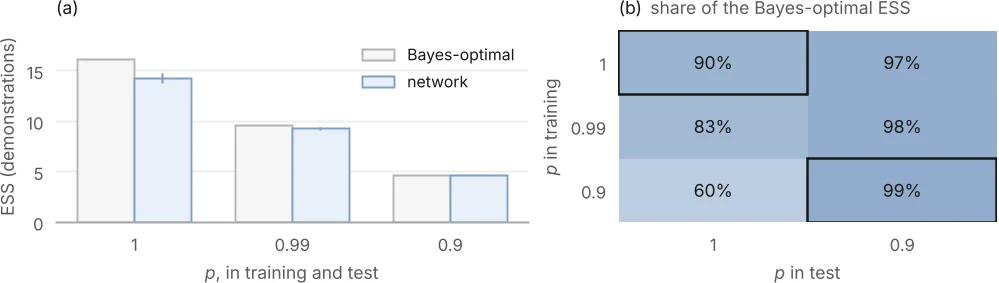 (a)
ESS (demonstrations)
15
10
5
0
Bayes-optimal
network
1
0.99
0.9
p, in training and test
(b) share of the Bayes-optimal ESS
p in training
1
90%
97%
0.99
83%
98%
0.9
60%
99%
1
0.9
p in test